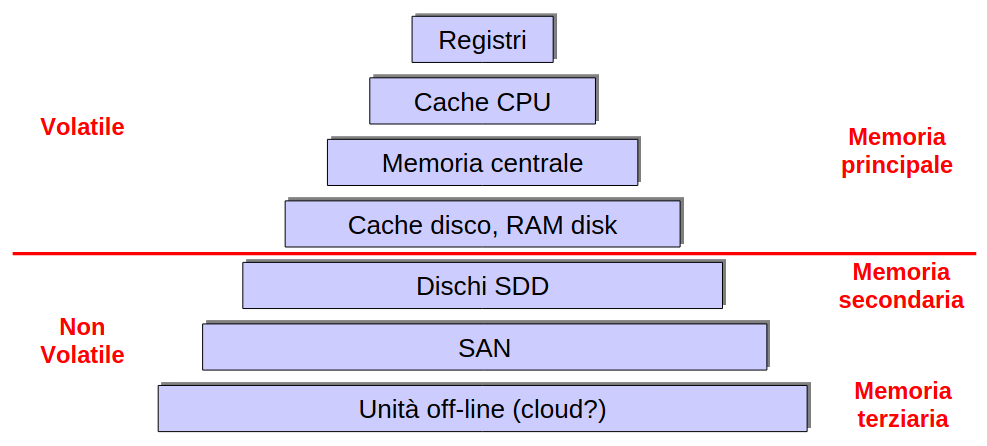 Registri
Cache CPU
Volatile
Memoria
principale
Memoria centrale
Cache disco, RAM disk
Memoria
secondaria
Dischi SDD
Non
Volatile
SAN
Memoria
terziaria
Unità off-line (cloud?)